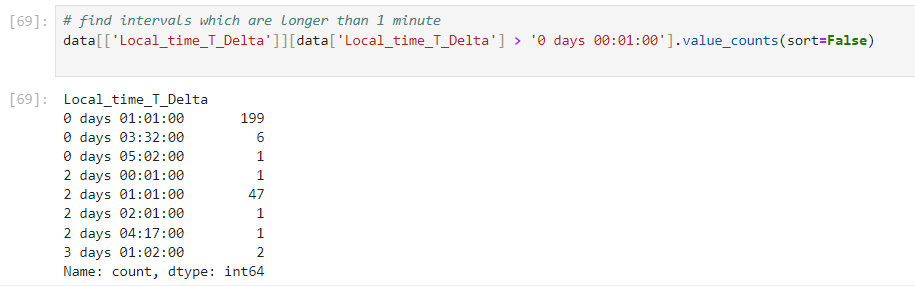 [69]: # find intervals which are longer than 1 minute
data[['Local_time_T_Delta']][data['Local_time_T_Delta'] > '0 days 00:01:00'].value_counts(sort=False)
[69]: Local_time_T_Delta
0 days 01:01:00 199
0 days 03:32:00 6
0 days 05:02:00 1
2 days 00:01:00 1
2 days 01:01:00 47
2 days 02:01:00 1
2 days 04:17:00 1
3 days 01:02:00 2
Name: count, dtype: int64